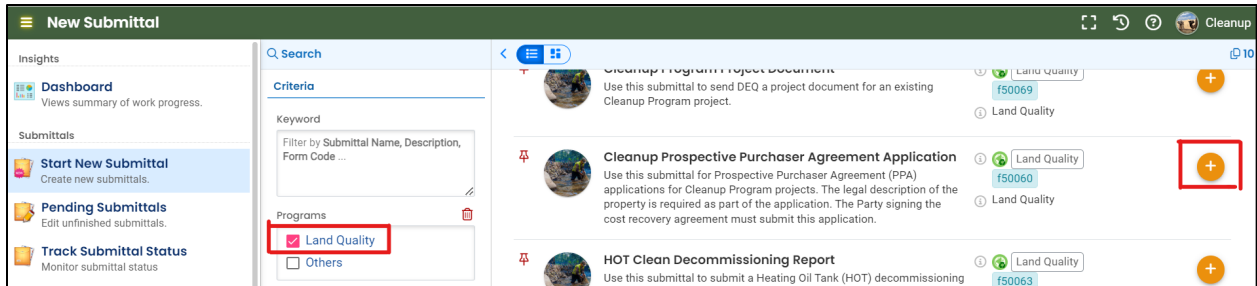 New Submittal
Cleanup
Insights
Dashboard
Views summary of work progress.
Submittals
Start New Submittal
Create new submittals.
Pending Submittals
Edit unfinished submittals.
Track Submittal Status
Monitor submittal status
Search
Criteria
Keyword
Filter by Submittal Name, Description,
Form Code ...
Programs
Land Quality
Others
10
Cleanup Program Project Document
Use this submittal to send DEQ a project document for an existing
Cleanup Program project.
Land Quality
f50069
Land Quality
Cleanup Prospective Purchaser Agreement Application
Use this submittal for Prospective Purchaser Agreement (PPA)
applications for Cleanup Program projects. The legal description of the
property is required as part of the application. The Party signing the
cost recovery agreement must submit this application.
Land Quality
f50060
Land Quality
HOT Clean Decommissioning Report
Use this submittal to submit a Heating Oil Tank (HOT) decommissioning
Land Quality
f50063